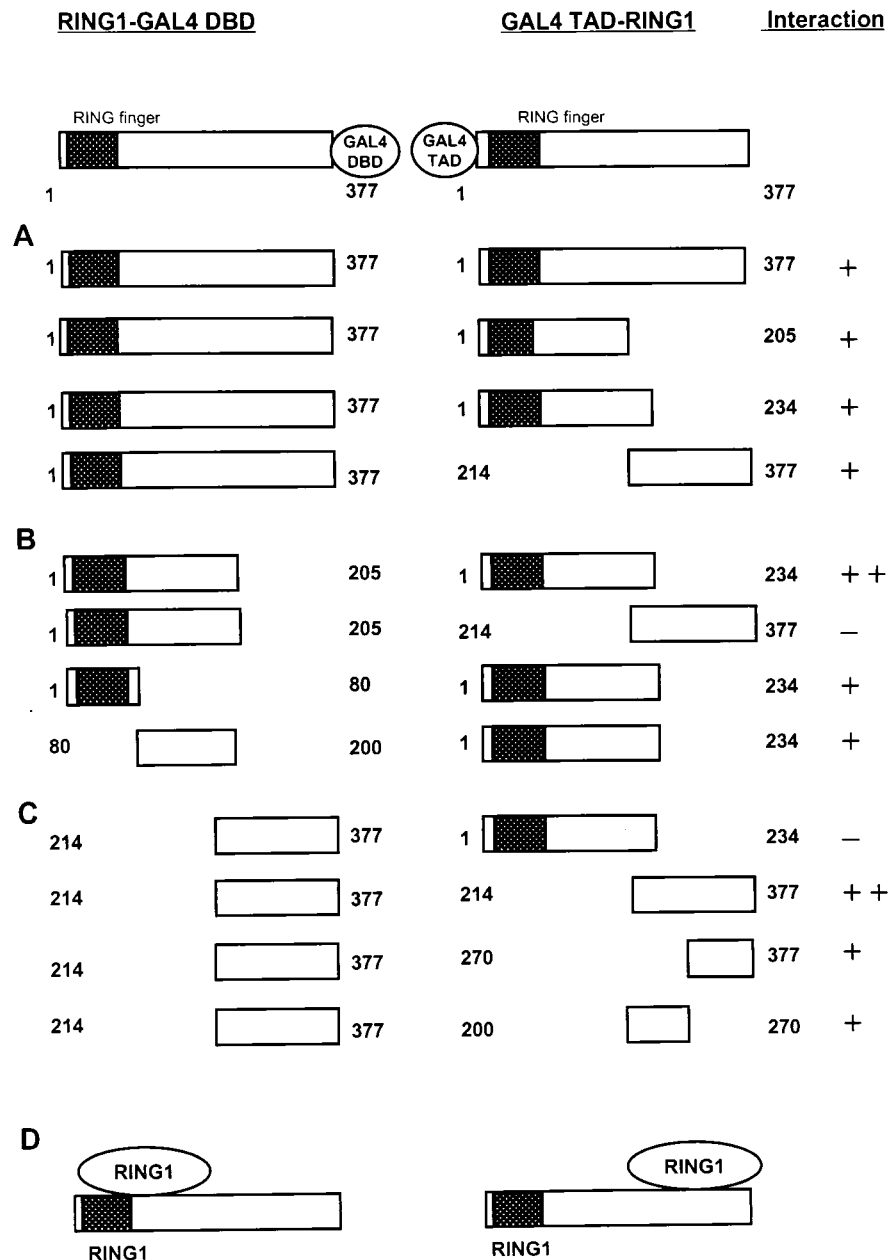 RING1-GAL4 DBD GAL4 TAD-RING1 Interaction
RING finger RING finger
GAL4 DBD GAL4 TAD
1 377 1 377
A
1 377 1 377 +
1 377 1 205 +
1 377 1 234 +
1 377 214 377 +
B
1 205 1 234 + +
1 205 214 377 –
1 80 1 234 +
80 200 1 234 +
C
214 377 1 234 –
214 377 214 377 + +
214 377 270 377 +
214 377 200 270 +
D
RING1 RING1
RING1 RING1